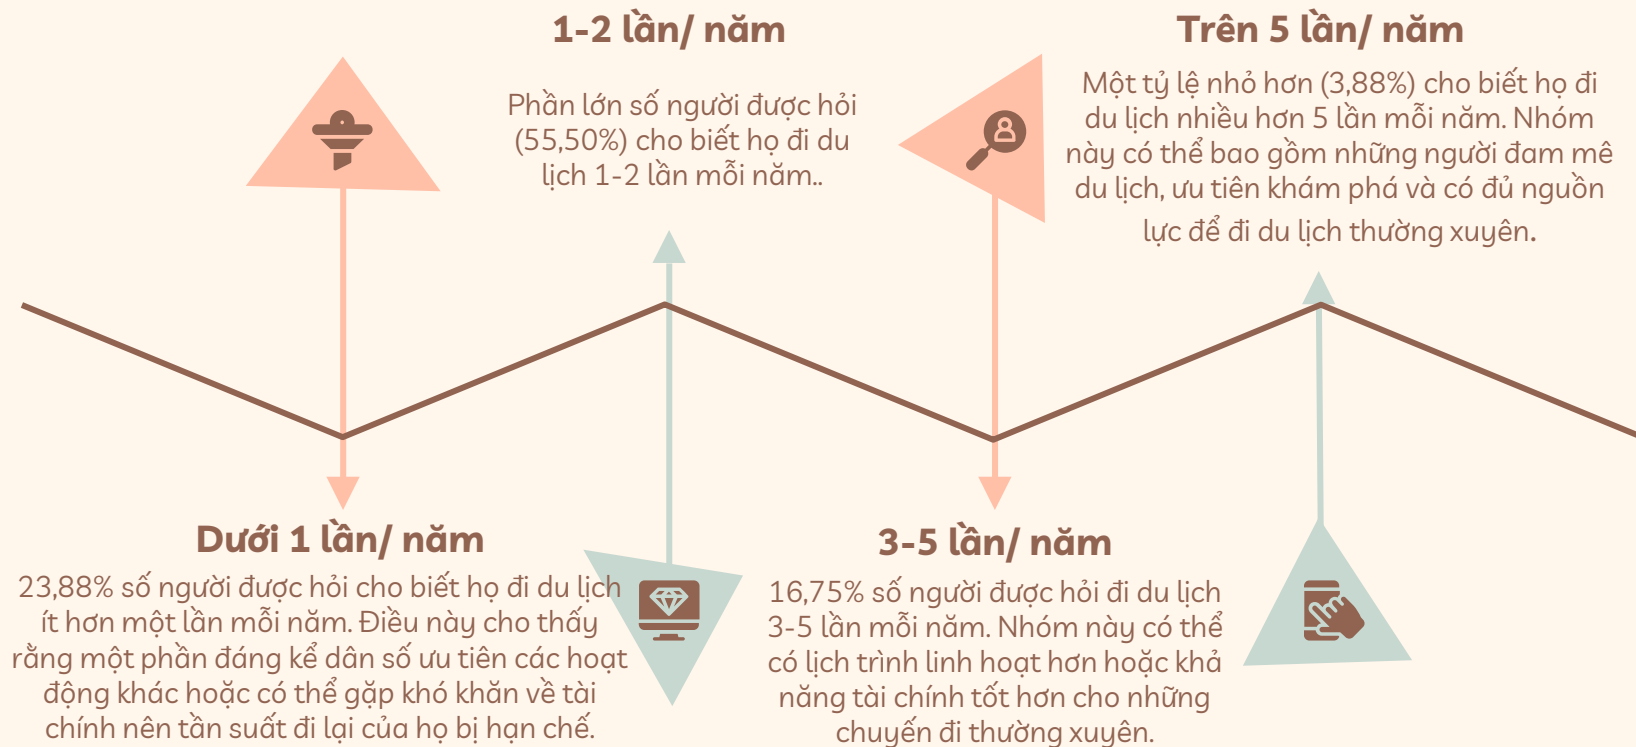 1-2 lần/ năm
Phần lớn số người được hỏi
(55,50%) cho biết họ đi du
lịch 1-2 lần mỗi năm..
Trên 5 lần/ năm
Một tỷ lệ nhỏ hơn (3,88%) cho biết họ đi
du lịch nhiều hơn 5 lần mỗi năm. Nhóm
này có thể bao gồm những người đam mê
du lịch, ưu tiên khám phá và có đủ nguồn
lực để đi du lịch thường xuyên.
Dưới 1 lần/ năm
23,88% số người được hỏi cho biết họ đi du lịch
ít hơn một lần mỗi năm. Điều này cho thấy
rằng một phần đáng kể dân số ưu tiên các hoạt
động khác hoặc có thể gặp khó khăn về tài
chính nên tần suất đi lại của họ bị hạn chế.
3-5 lần/ năm
16,75% số người được hỏi đi du lịch
3-5 lần mỗi năm. Nhóm này có thể
có lịch trình linh hoạt hơn hoặc khả
năng tài chính tốt hơn cho những
chuyến đi thường xuyên.